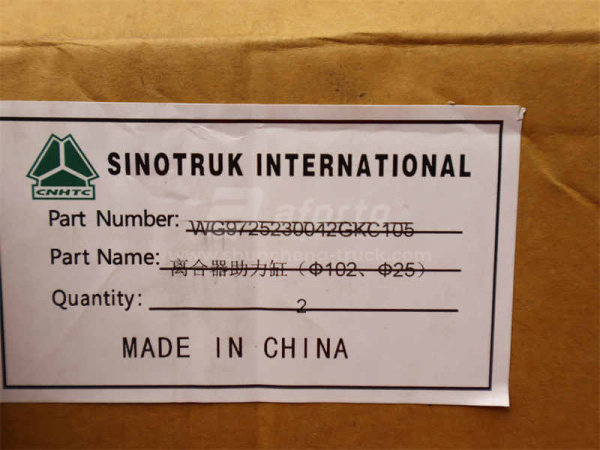 SINOTRUK INTERNATIONAL
CNHTC
Part Number: WG9725230042GKC105
Part Name: 离合器助力缸（Φ102、Φ25）
Quantity: 2
MADE IN CHINA
aforto